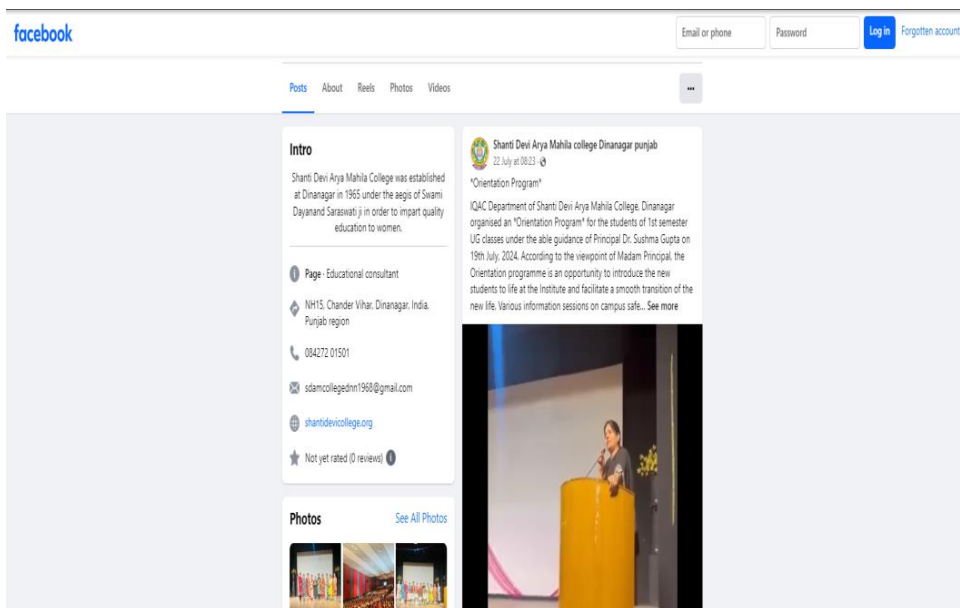 facebook
Email or phone
Password
Log in
Forgotten account
Posts
About
Reels
Photos
Videos
Intro
Shanti Devi Arya Mahila College was established
at Dinanagar in 1965 under the aegis of Swami
Dayanand Saraswati ji in order to impart quality
education to women.
Page · Educational consultant
NH15, Chander Vihar, Dinanagar, India,
Punjab region
084272 01501
sdamcollegednn1968@gmail.com
shantidevicollege.org
Not yet rated (0 reviews)
Photos
See All Photos
Shanti Devi Arya Mahila college Dinanagar punjab
22 July at 08:23 ·
*Orientation Program*
IQAC Department of Shanti Devi Arya Mahila College, Dinanagar
organised an *Orientation Program* for the students of 1st semester
UG classes under the able guidance of Principal Dr. Sushma Gupta on
19th July, 2024. According to the viewpoint of Madam Principal, the
Orientation programme is an opportunity to introduce the new
students to life at the Institute and facilitate a smooth transition of the
new life. Various information sessions on campus safe... See more